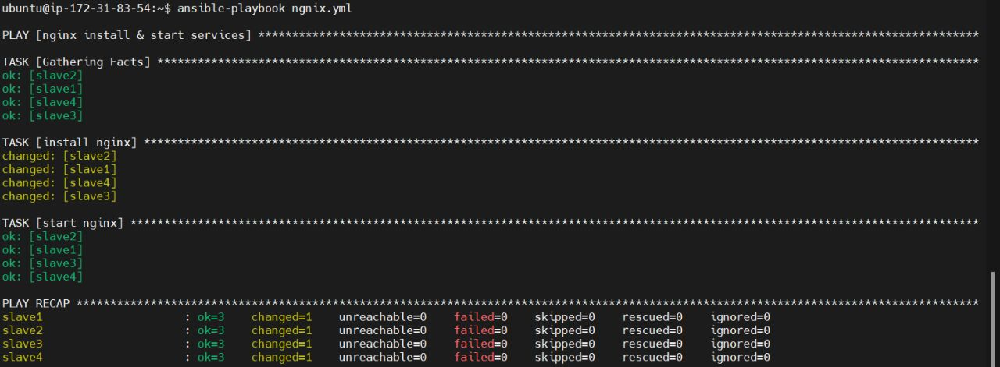 ubuntu@ip-172-31-83-54:~$ ansible-playbook ngnix.yml
PLAY [nginx install & start services] ***********************************************************************************************************
TASK [Gathering Facts] **************************************************************************************************************************
ok: [slave2]
ok: [slave1]
ok: [slave4]
ok: [slave3]
TASK [install nginx] ****************************************************************************************************************************
changed: [slave2]
changed: [slave1]
changed: [slave4]
changed: [slave3]
TASK [start nginx] ******************************************************************************************************************************
ok: [slave2]
ok: [slave1]
ok: [slave3]
ok: [slave4]
PLAY RECAP **************************************************************************************************************************************
slave1                     : ok=3    changed=1    unreachable=0    failed=0    skipped=0    rescued=0    ignored=0
slave2                     : ok=3    changed=1    unreachable=0    failed=0    skipped=0    rescued=0    ignored=0
slave3                     : ok=3    changed=1    unreachable=0    failed=0    skipped=0    rescued=0    ignored=0
slave4                     : ok=3    changed=1    unreachable=0    failed=0    skipped=0    rescued=0    ignored=0